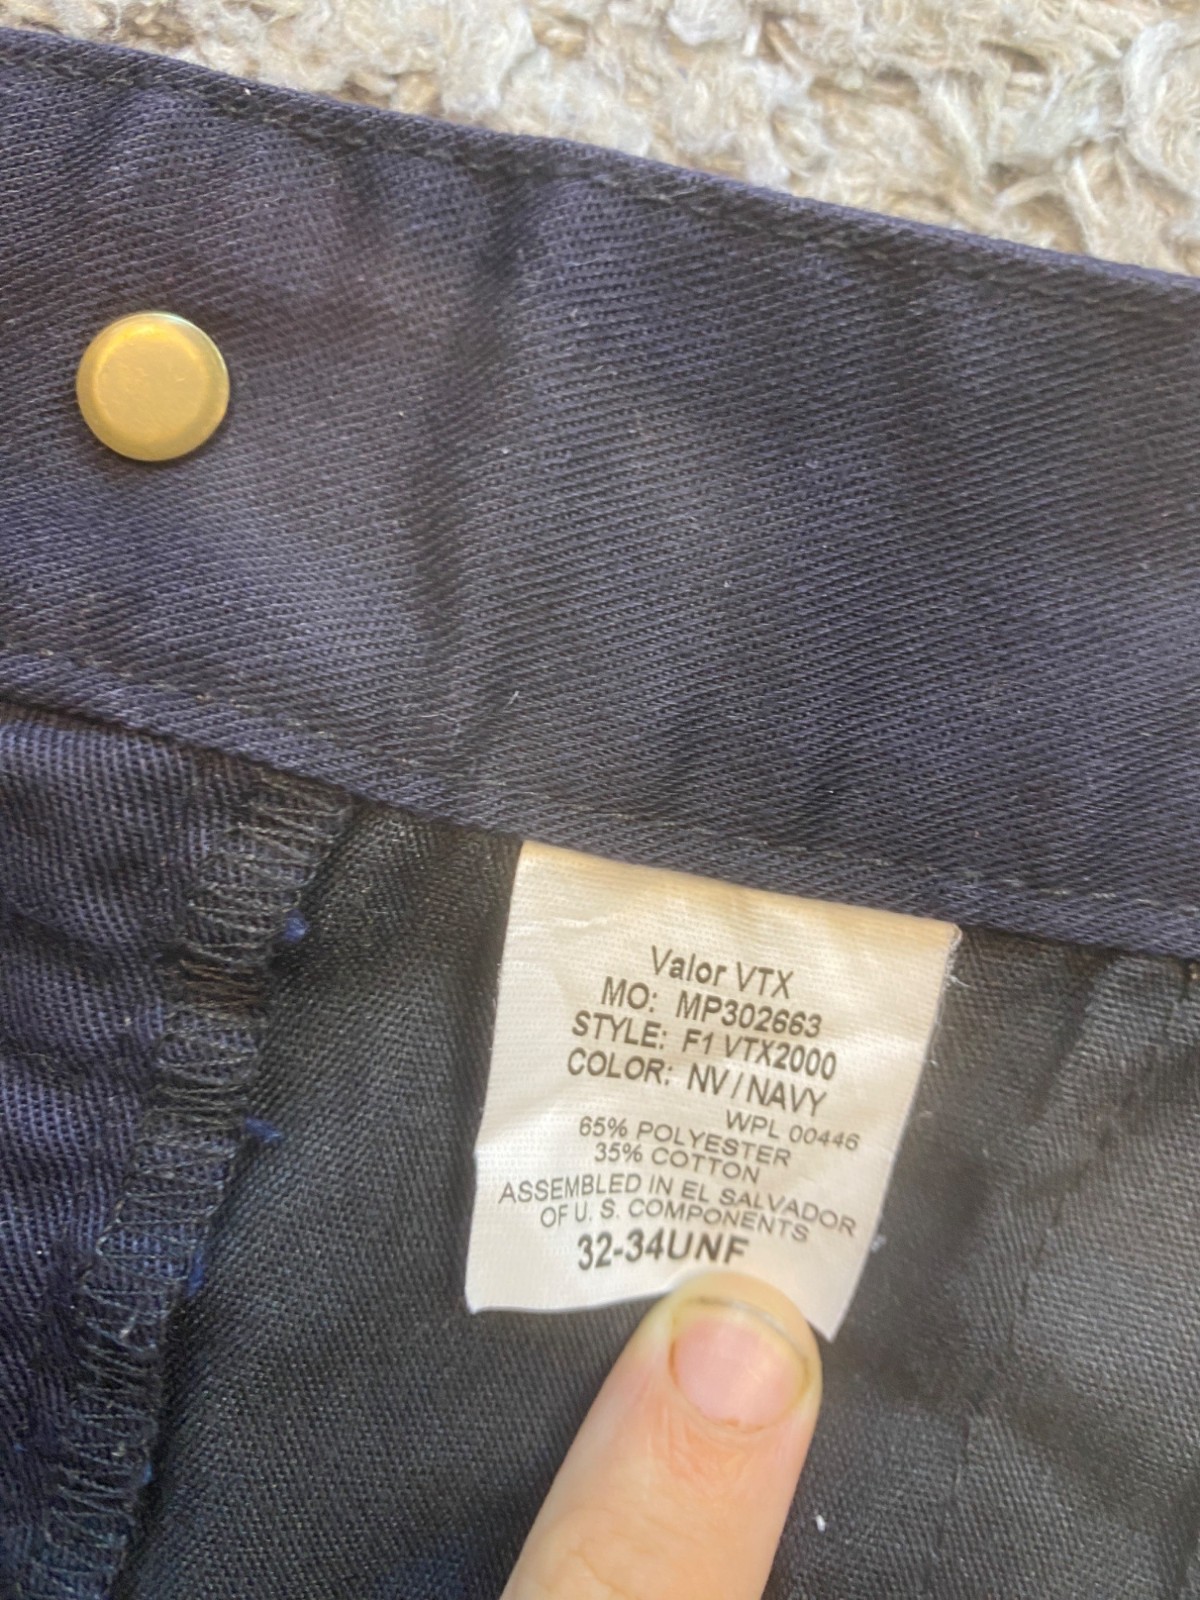 Valor VTX
MO: MP302663
STYLE: F1 VTX2000
COLOR: NV/NAVY
WPL 00446
65% POLYESTER
35% COTTON
ASSEMBLED IN EL SALVADOR
OF U. S. COMPONENTS
32-34UNF